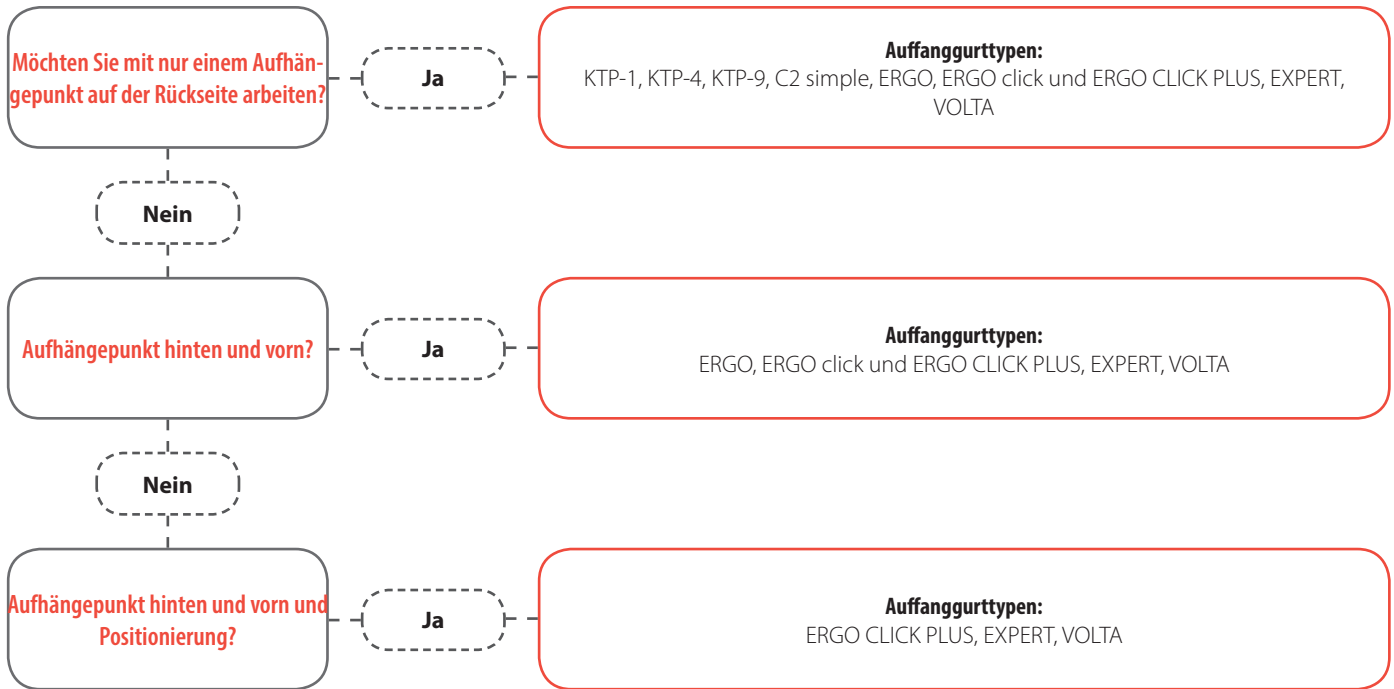 Möchten Sie mit nur einem Aufhän-
gepunkt auf der Rückseite arbeiten?
Ja
Auffanggurttypen:
KTP-1, KTP-4, KTP-9, C2 simple, ERGO, ERGO click und ERGO CLICK PLUS, EXPERT,
VOLTA
Nein
Aufhängepunkt hinten und vorn?
Ja
Auffanggurttypen:
ERGO, ERGO click und ERGO CLICK PLUS, EXPERT, VOLTA
Nein
Aufhängepunkt hinten und vorn und
Positionierung?
Ja
Auffanggurttypen:
ERGO CLICK PLUS, EXPERT, VOLTA